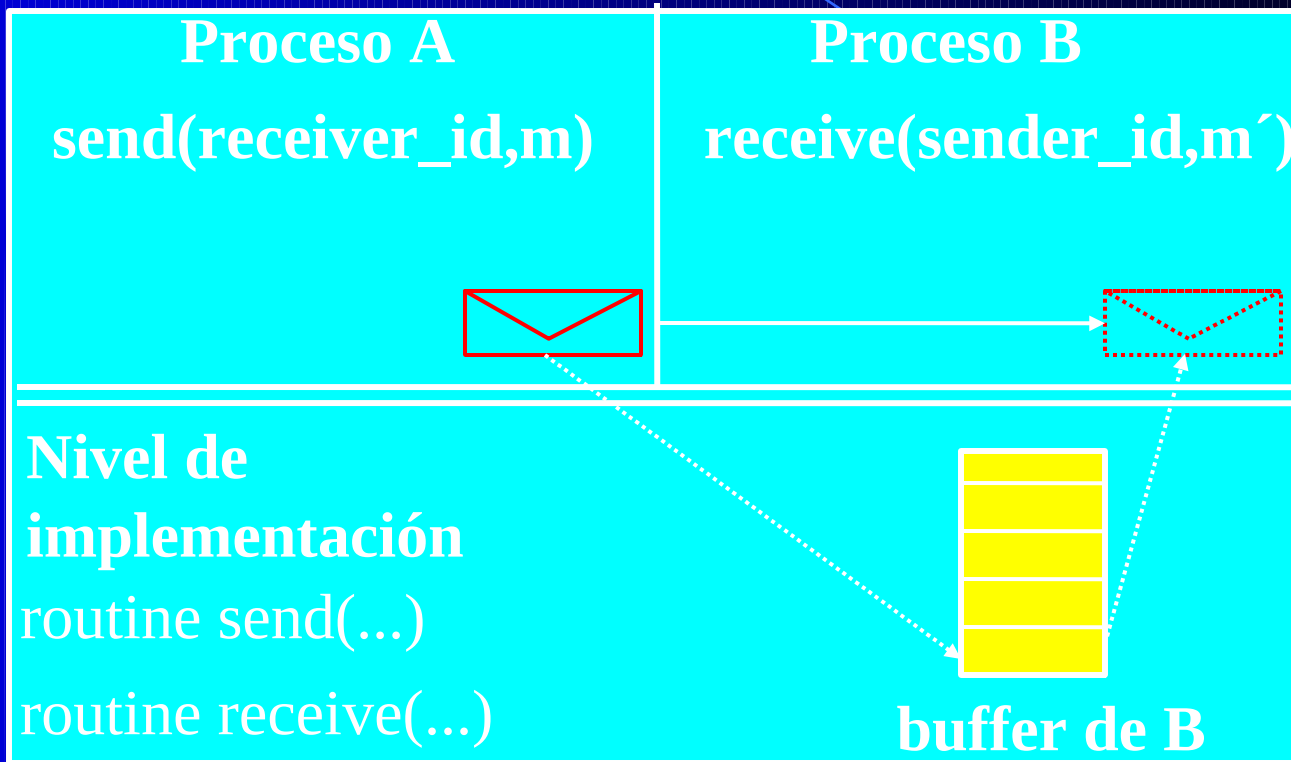 Proceso A
Proceso B
send(receiver_id,m)
receive(sender_id,m´)
Nivel de
implementación
routine send(...)
routine receive(...)
buffer de B